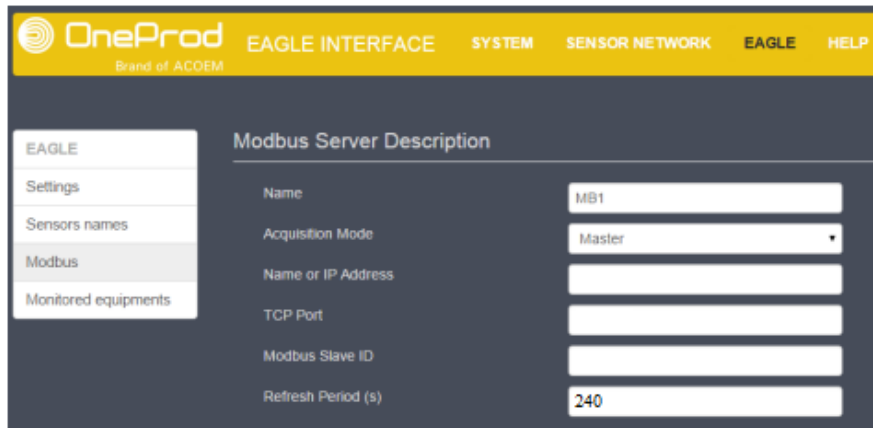 OneProd
Brand of ACOEM
EAGLE INTERFACE SYSTEM SENSOR NETWORK EAGLE HELP
EAGLE
Settings
Sensors names
Modbus
Monitored equipments
Modbus Server Description
Name MB1
Acquisition Mode Master
Name or IP Address
TCP Port
Modbus Slave ID
Refresh Period (s) 240